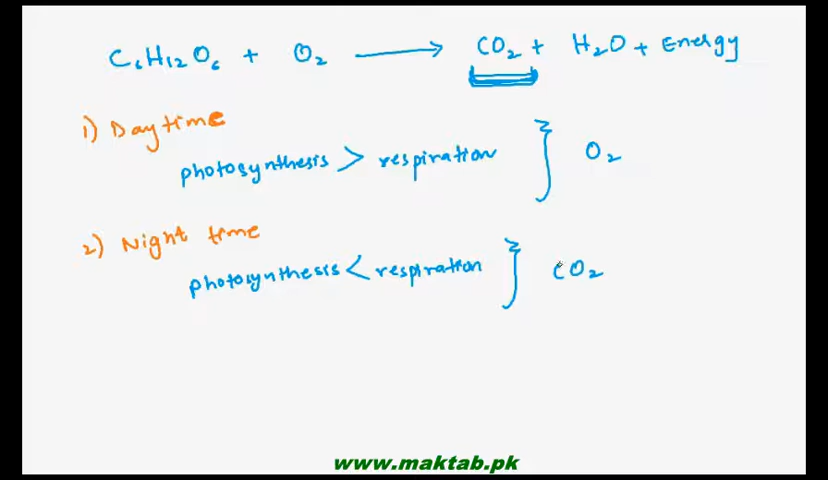 C₆H₁₂O₆ + O₂ ⟶ CO₂ + H₂O + Energy
1) Daytime
photosynthesis > respiration } O₂
2) Night time
photosynthesis < respiration } CO₂
www.maktab.pk